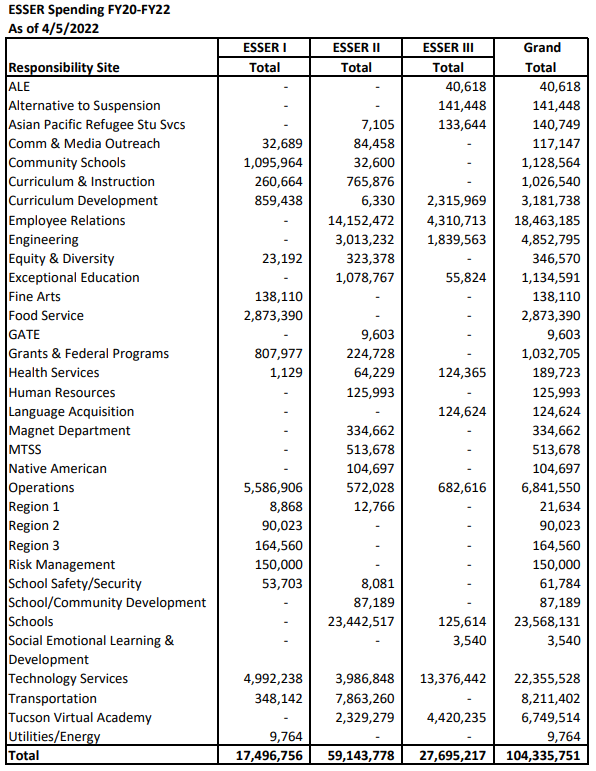 ESSER Spending FY20-FY22
As of 4/5/2022
ESSER I ESSER II ESSER III Grand
Responsibility Site Total Total Total Total
ALE - - 40,618 40,618
Alternative to Suspension - - 141,448 141,448
Asian Pacific Refugee Stu Svcs - 7,105 133,644 140,749
Comm & Media Outreach 32,689 84,458 - 117,147
Community Schools 1,095,964 32,600 - 1,128,564
Curriculum & Instruction 260,664 765,876 - 1,026,540
Curriculum Development 859,438 6,330 2,315,969 3,181,738
Employee Relations - 14,152,472 4,310,713 18,463,185
Engineering - 3,013,232 1,839,563 4,852,795
Equity & Diversity 23,192 323,378 - 346,570
Exceptional Education - 1,078,767 55,824 1,134,591
Fine Arts 138,110 - - 138,110
Food Service 2,873,390 - - 2,873,390
GATE - 9,603 - 9,603
Grants & Federal Programs 807,977 224,728 - 1,032,705
Health Services 1,129 64,229 124,365 189,723
Human Resources - 125,993 - 125,993
Language Acquisition - - 124,624 124,624
Magnet Department - 334,662 - 334,662
MTSS - 513,678 - 513,678
Native American - 104,697 - 104,697
Operations 5,586,906 572,028 682,616 6,841,550
Region 1 8,868 12,766 - 21,634
Region 2 90,023 - - 90,023
Region 3 164,560 - - 164,560
Risk Management 150,000 - - 150,000
School Safety/Security 53,703 8,081 - 61,784
School/Community Development - 87,189 - 87,189
Schools - 23,442,517 125,614 23,568,131
Social Emotional Learning & - - 3,540 3,540
Development
Technology Services 4,992,238 3,986,848 13,376,442 22,355,528
Transportation 348,142 7,863,260 - 8,211,402
Tucson Virtual Academy - 2,329,279 4,420,235 6,749,514
Utilities/Energy 9,764 - - 9,764
Total 17,496,756 59,143,778 27,695,217 104,335,751